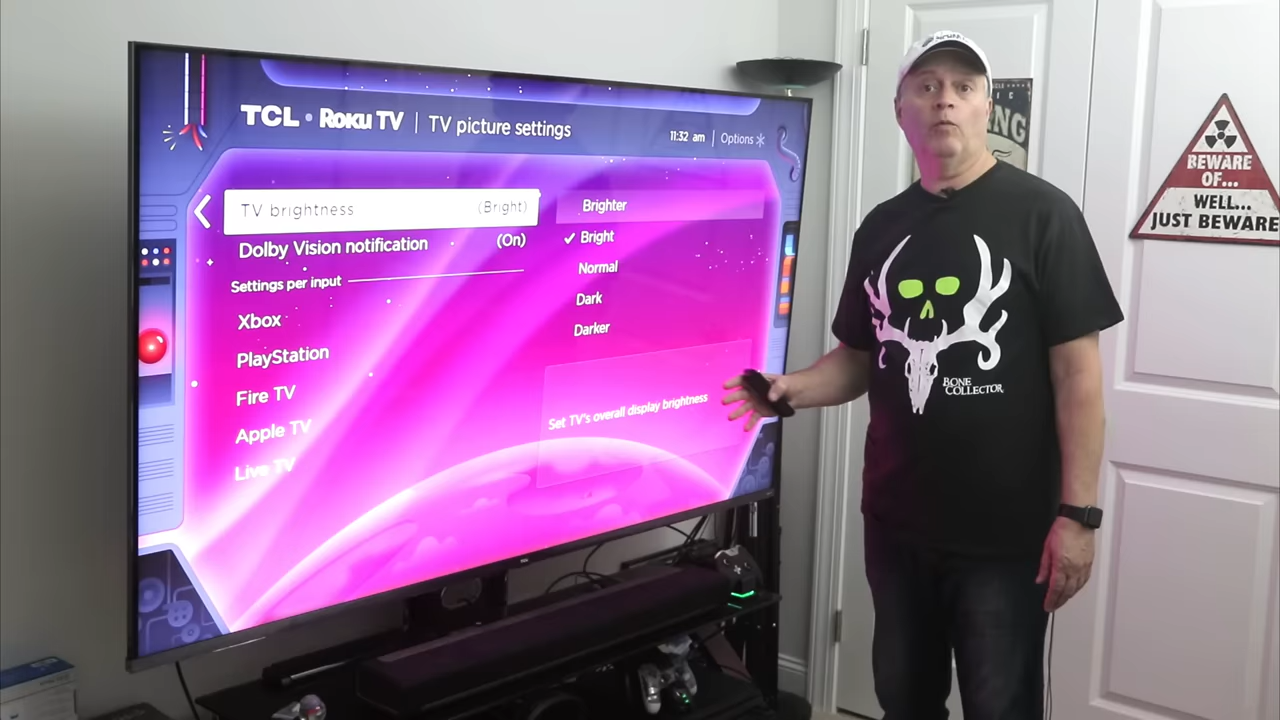 TCL • Roku TV | TV picture settings
11:32 am | Options
TV brightness (Bright)
Dolby Vision notification (On)
Settings per input
Xbox
PlayStation
Fire TV
Apple TV
Live TV
Brighter
Bright
Normal
Dark
Darker
Set TV's overall display brightness
TCL
BONE
COLLECTOR
BEWARE
OF...
WELL...
JUST BEWARE